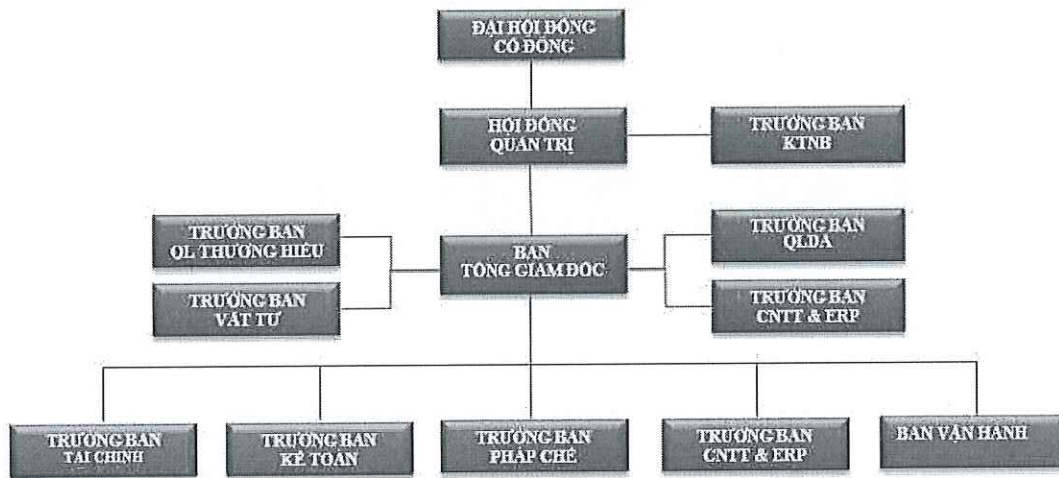 ĐẠI HỘI ĐỒNG
CỔ ĐÔNG
HỘI ĐỒNG
QUẢN TRỊ
TRƯỞNG BAN
KTNB
TRƯỞNG BAN
QL THƯƠNG HIỆU
BAN
TỔNG GIÁM ĐỐC
TRƯỞNG BAN
QLDA
TRƯỞNG BAN
VẬT TƯ
TRƯỞNG BAN
CNTT & ERP
TRƯỞNG BAN
TÀI CHÍNH
TRƯỞNG BAN
KẾ TOÁN
TRƯỞNG BAN
PHÁP CHẾ
TRƯỞNG BAN
CNTT & ERP
BAN VẬN HÀNH